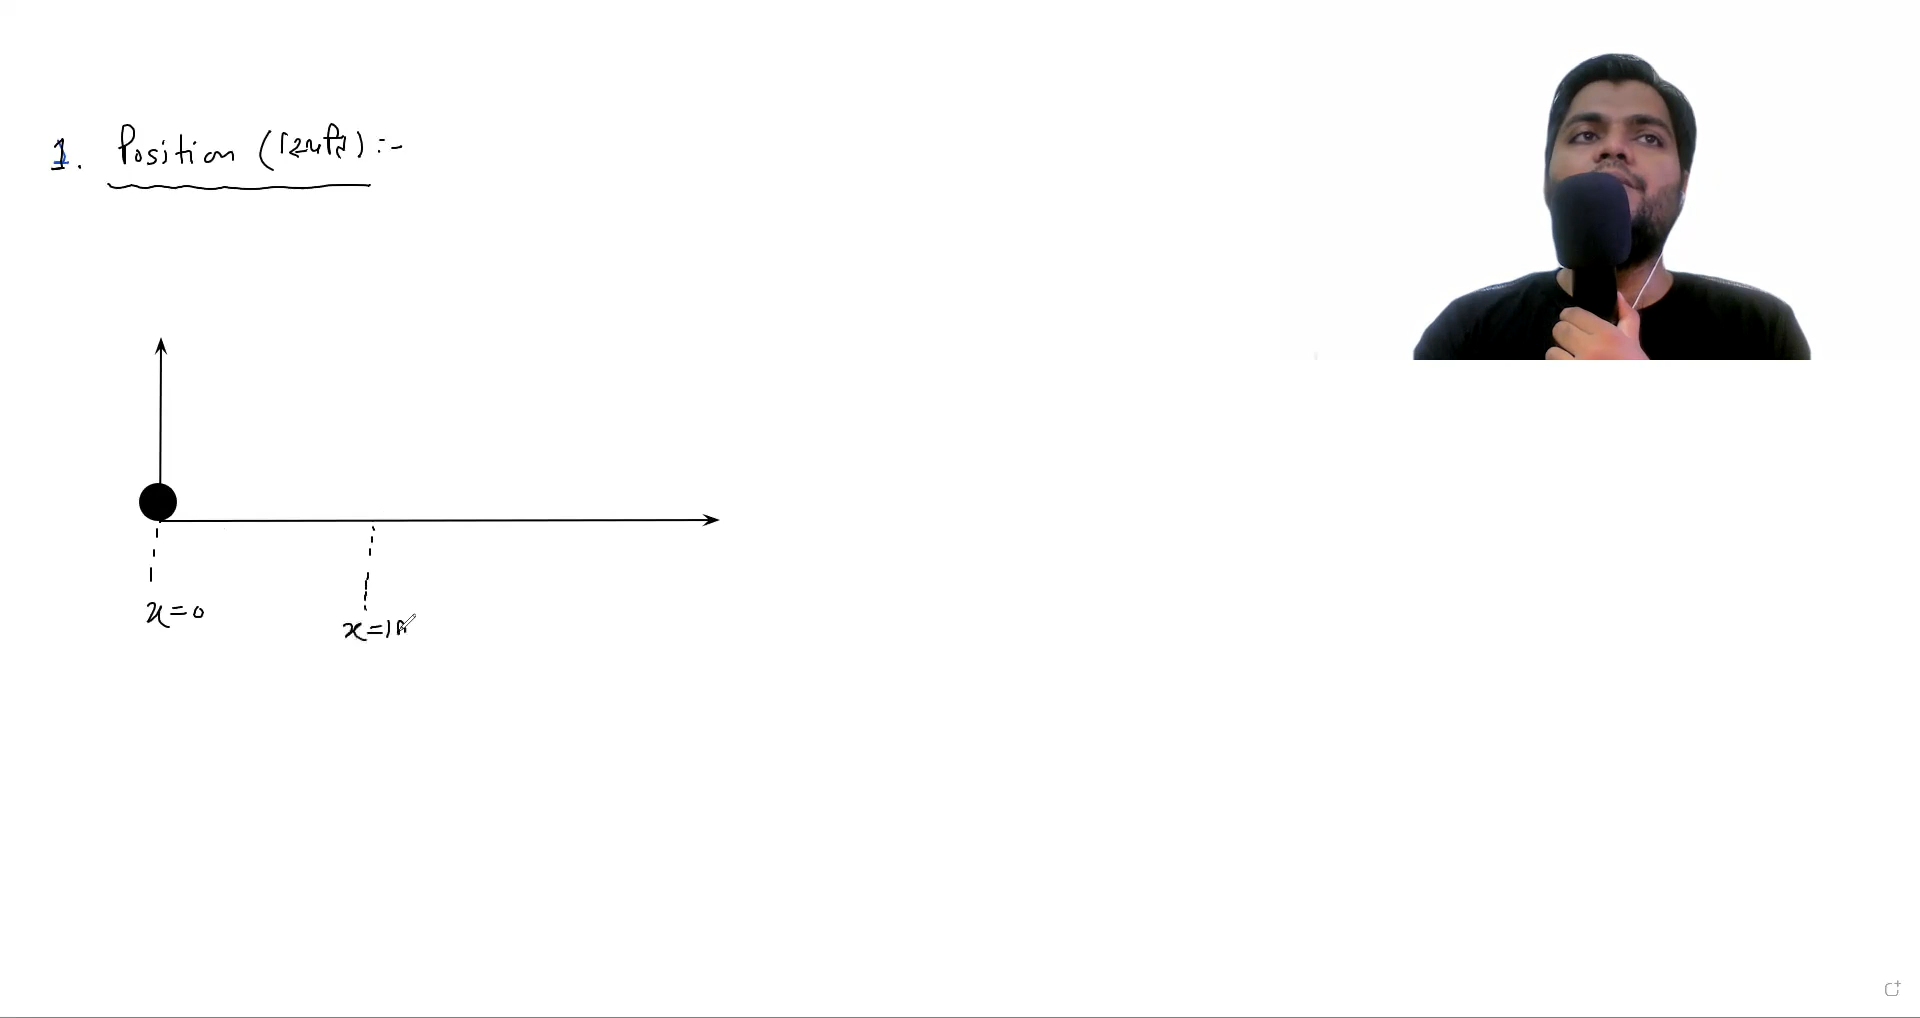 1. Position (स्थिति) :-
x=0
x=1m